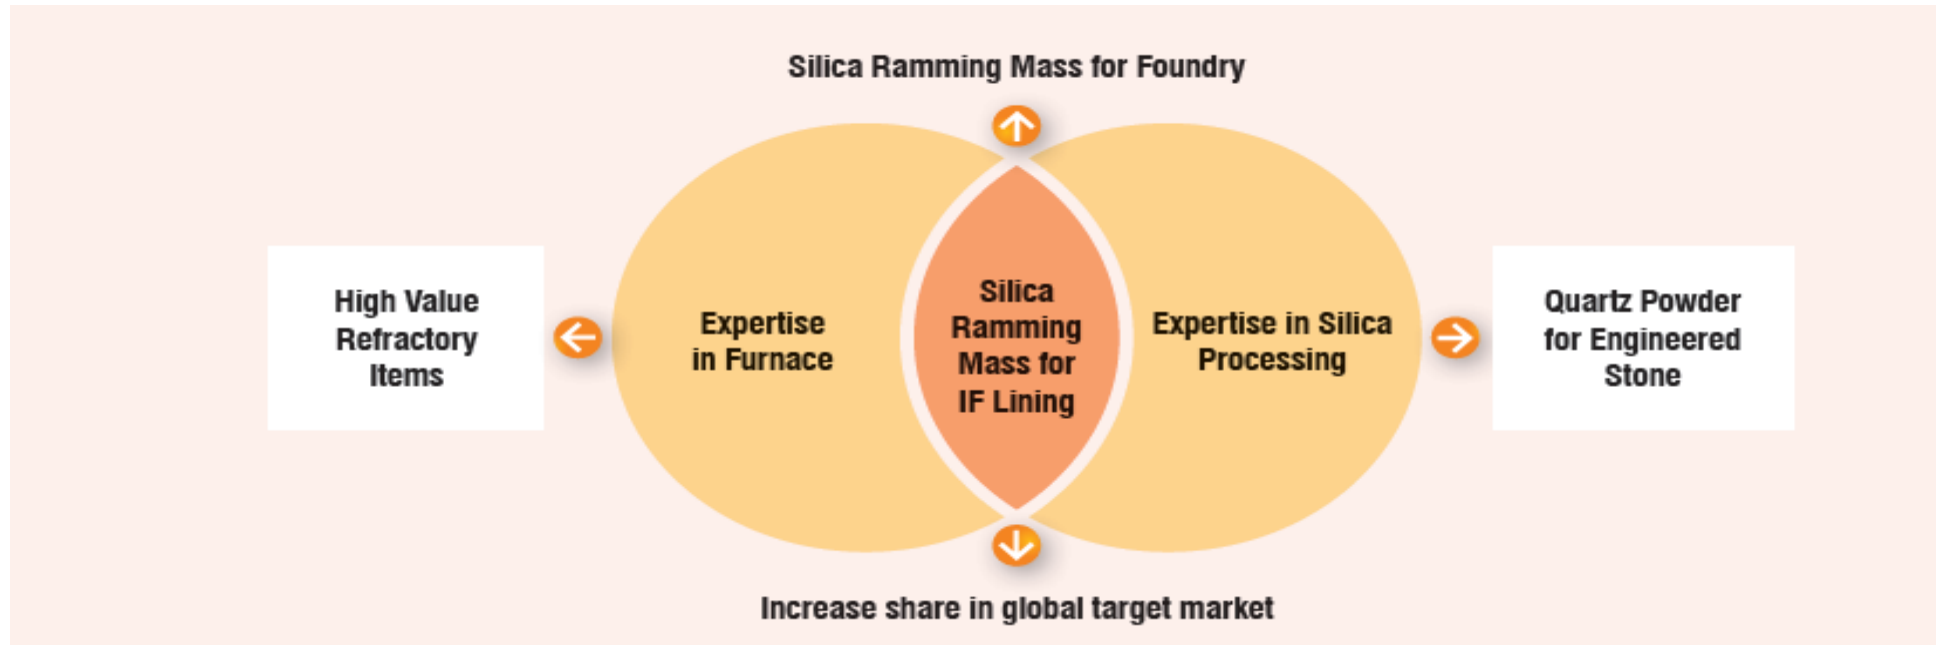 Silica Ramming Mass for Foundry
High Value
Refractory
Items
Expertise
in Furnace
Silica
Ramming
Mass for
IF Lining
Expertise in Silica
Processing
Quartz Powder
for Engineered
Stone
Increase share in global target market